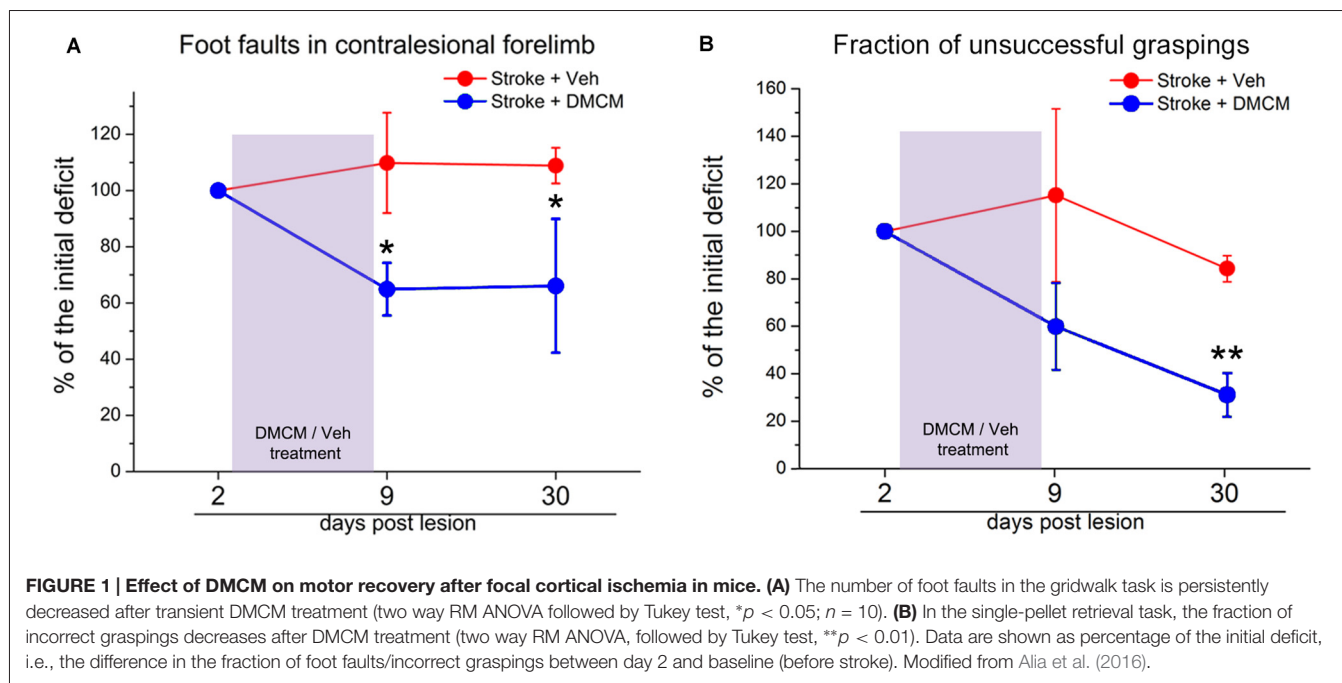 A
Foot faults in contralesional forelimb
Stroke + Veh
Stroke + DMCM
% of the initial deficit
120
100
80
60
40
20
0
*
*
DMCM / Veh
treatment
2
9
30
days post lesion
B
Fraction of unsuccessful graspings
Stroke + Veh
Stroke + DMCM
% of the initial deficit
160
140
120
100
80
60
40
20
0
**
DMCM / Veh
treatment
2
9
30
days post lesion
FIGURE 1 | Effect of DMCM on motor recovery after focal cortical ischemia in mice. (A) The number of foot faults in the gridwalk task is persistently
decreased after transient DMCM treatment (two way RM ANOVA followed by Tukey test, *p < 0.05; n = 10). (B) In the single-pellet retrieval task, the fraction of
incorrect graspings decreases after DMCM treatment (two way RM ANOVA, followed by Tukey test, **p < 0.01). Data are shown as percentage of the initial deficit,
i.e., the difference in the fraction of foot faults/incorrect graspings between day 2 and baseline (before stroke). Modified from Alia et al. (2016).